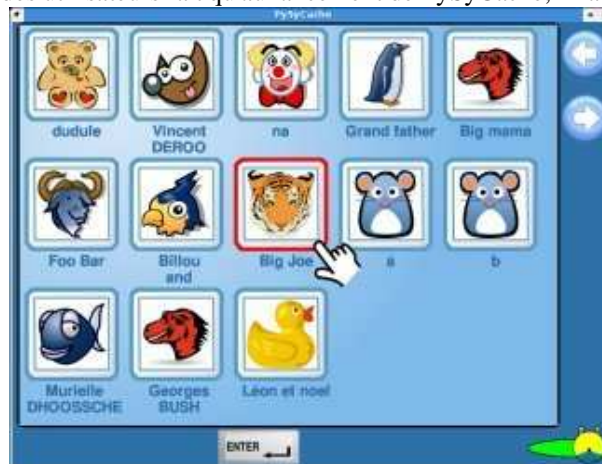 PySyCache
dudule
Vincent DEROO
na
Grand father
Big mama
Foo Bar
Billou and
Big Joe
a
b
Murielle DHOOSSCHE
Georges BUSH
Léon et noel
ENTER